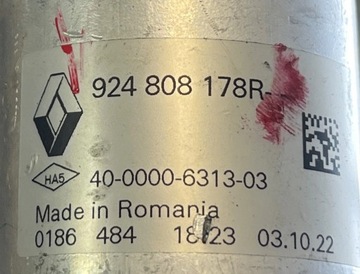 924 808 178R-
HA5 40-0000-6313-03
Made in Romania
0186 484 18:23 03.10.22